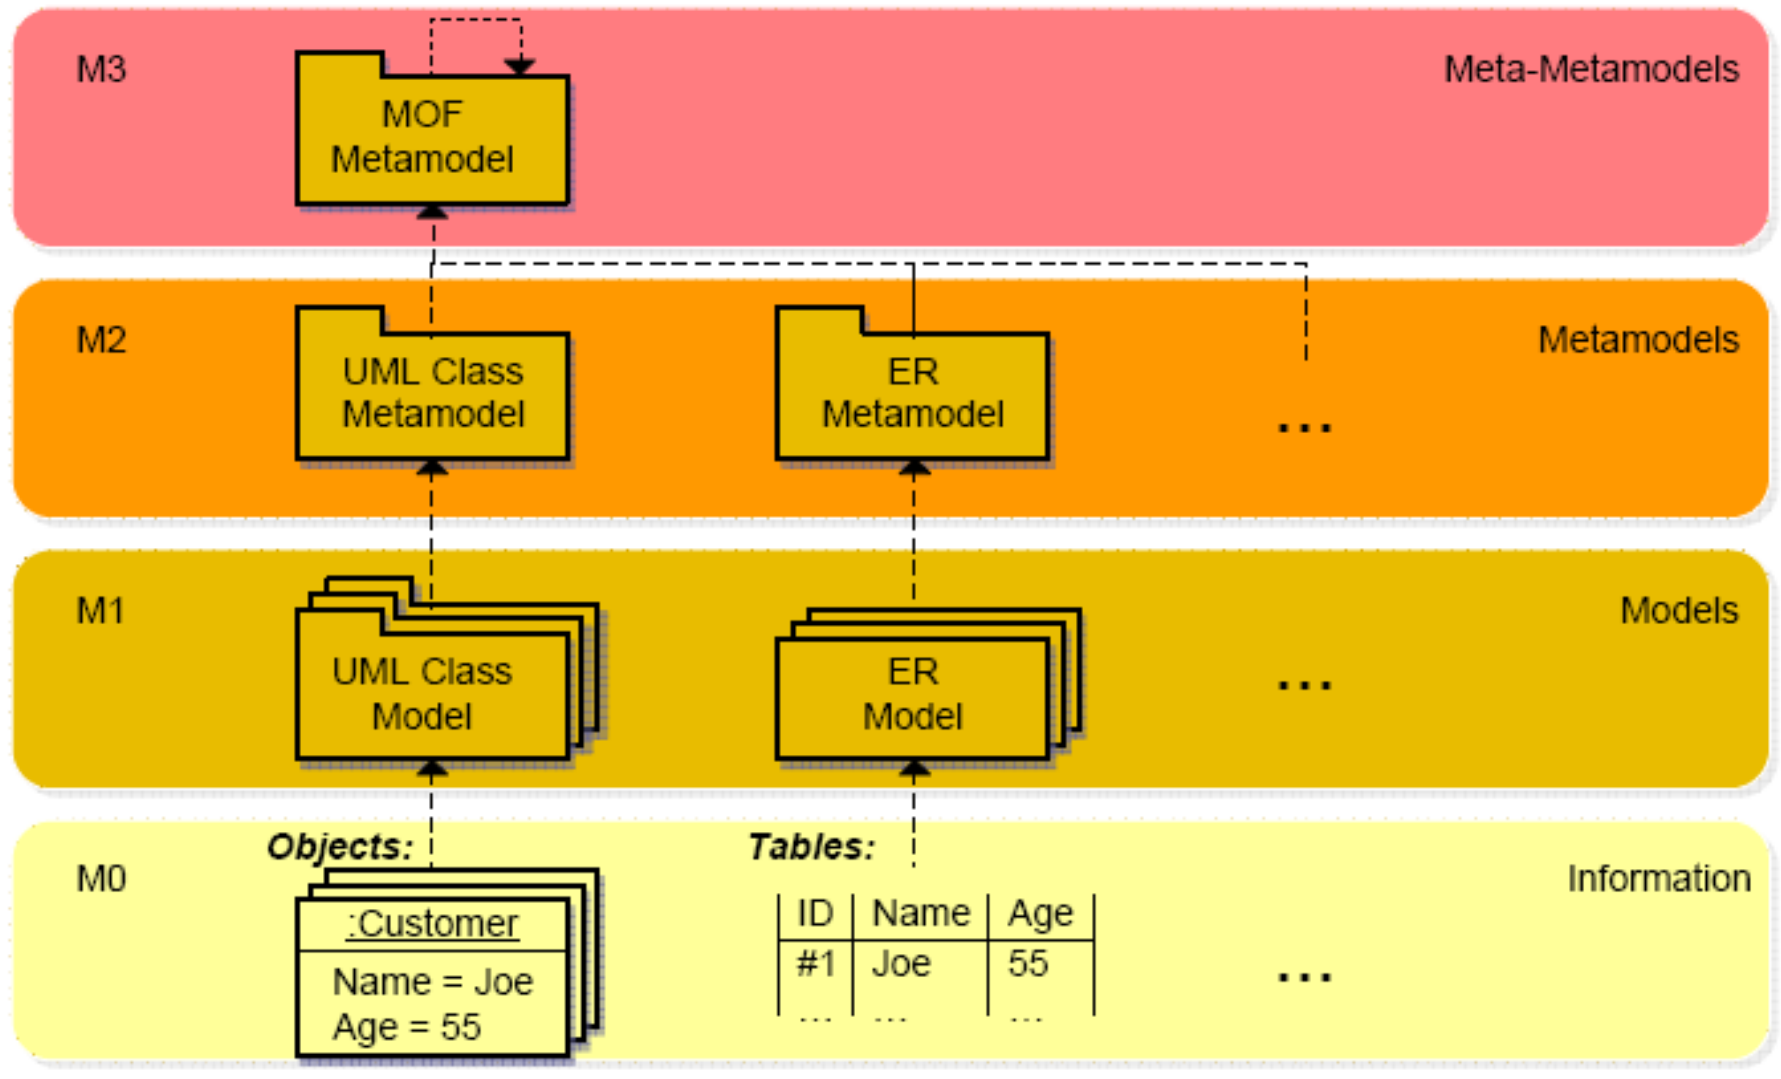 M3
MOF
Metamodel
Meta-Metamodels
M2
UML Class
Metamodel
ER
Metamodel
...
Metamodels
M1
UML Class
Model
ER
Model
...
Models
M0
Objects:
:Customer
Name = Joe
Age = 55
Tables:
ID Name Age
#1 Joe 55
... ... ...
...
Information